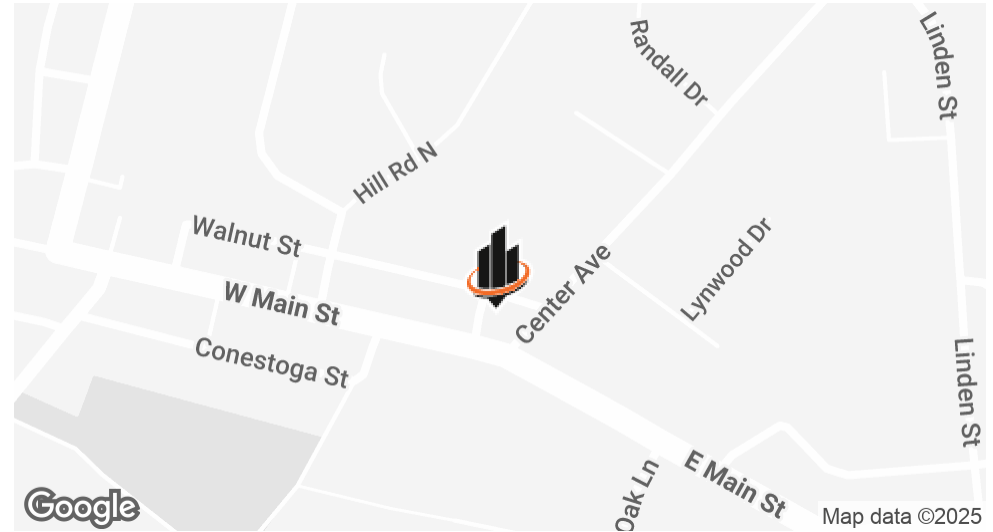 Randall Dr
Linden St
Hill Rd N
Walnut St
Lynwood Dr
Center Ave
W Main St
Conestoga St
Linden St
E Main St
Oak Ln
Google
Map data ©2025